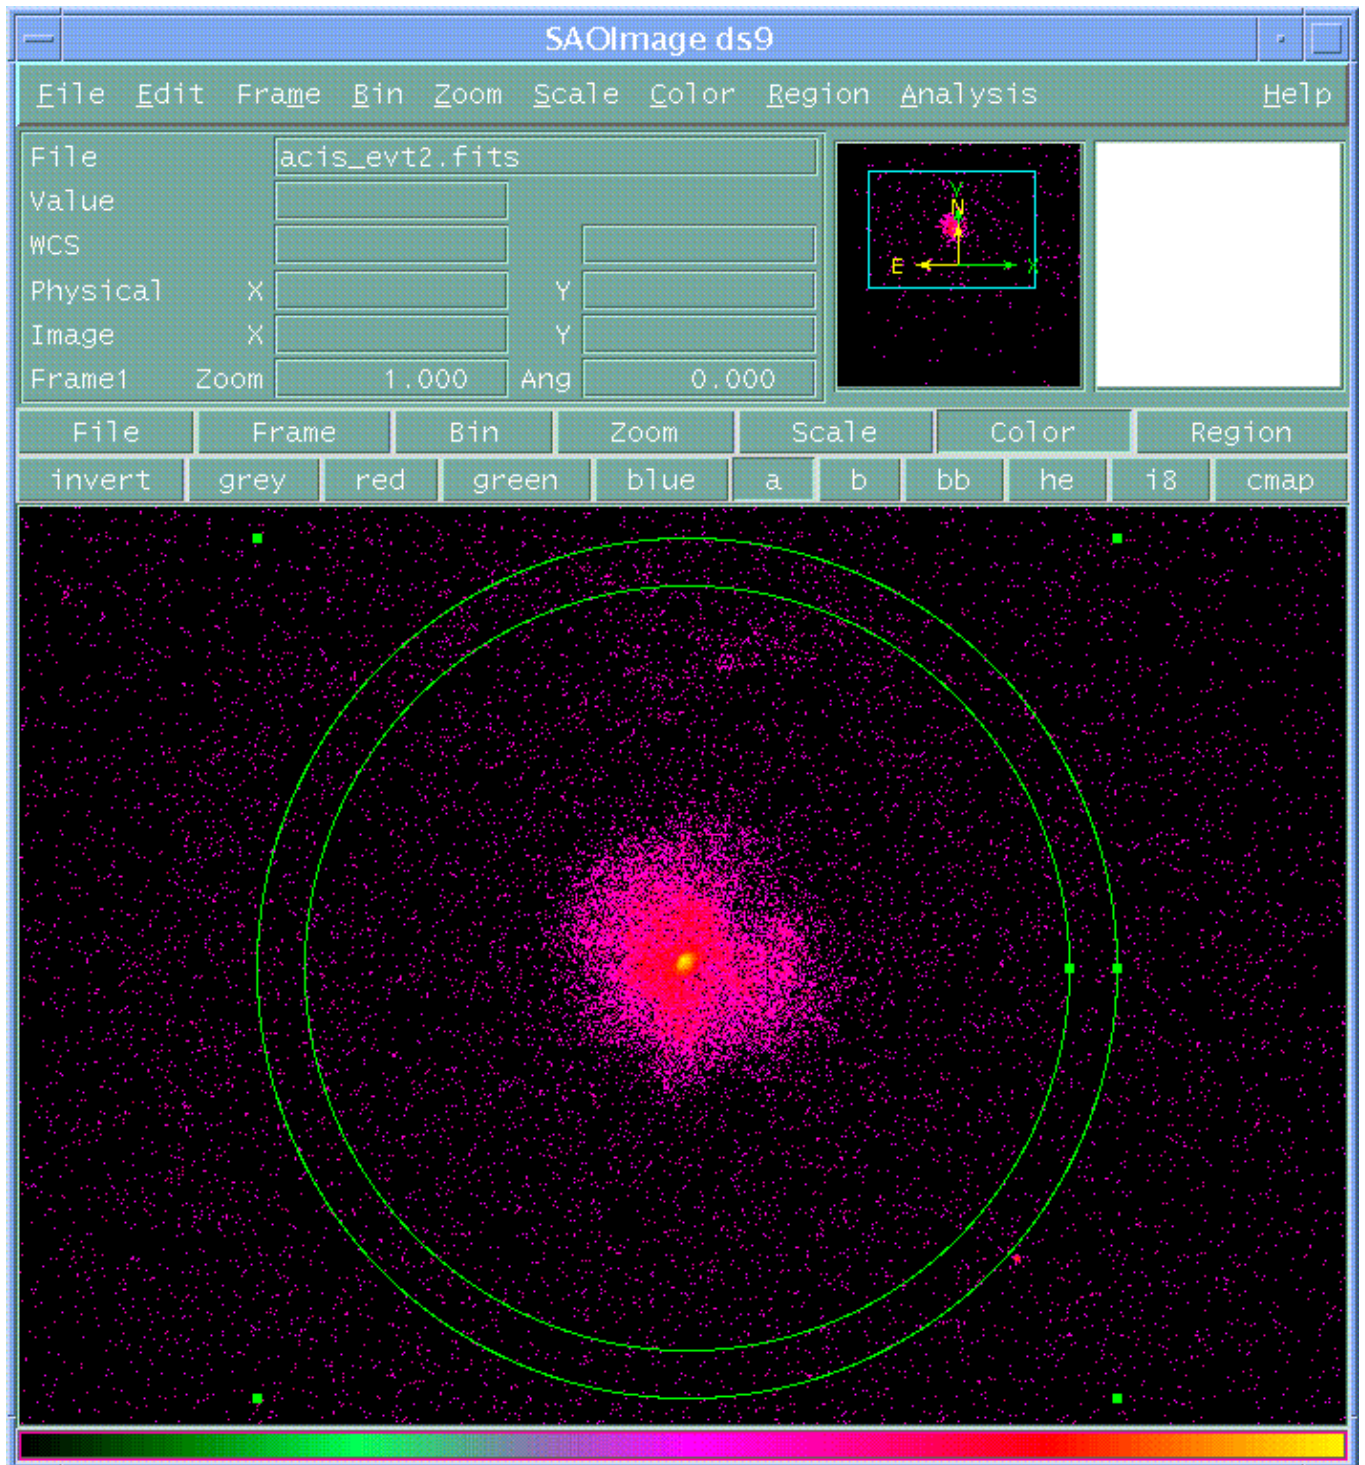 SAOImage ds9
File Edit Frame Bin Zoom Scale Color Region Analysis Help
File acis_evt2.fits
Value
WCS
Physical X Y
Image X Y
Frame1 Zoom 1.000 Ang 0.000
Y
N
E X
File Frame Bin Zoom Scale Color Region
invert grey red green blue a b bb he i8 cmap